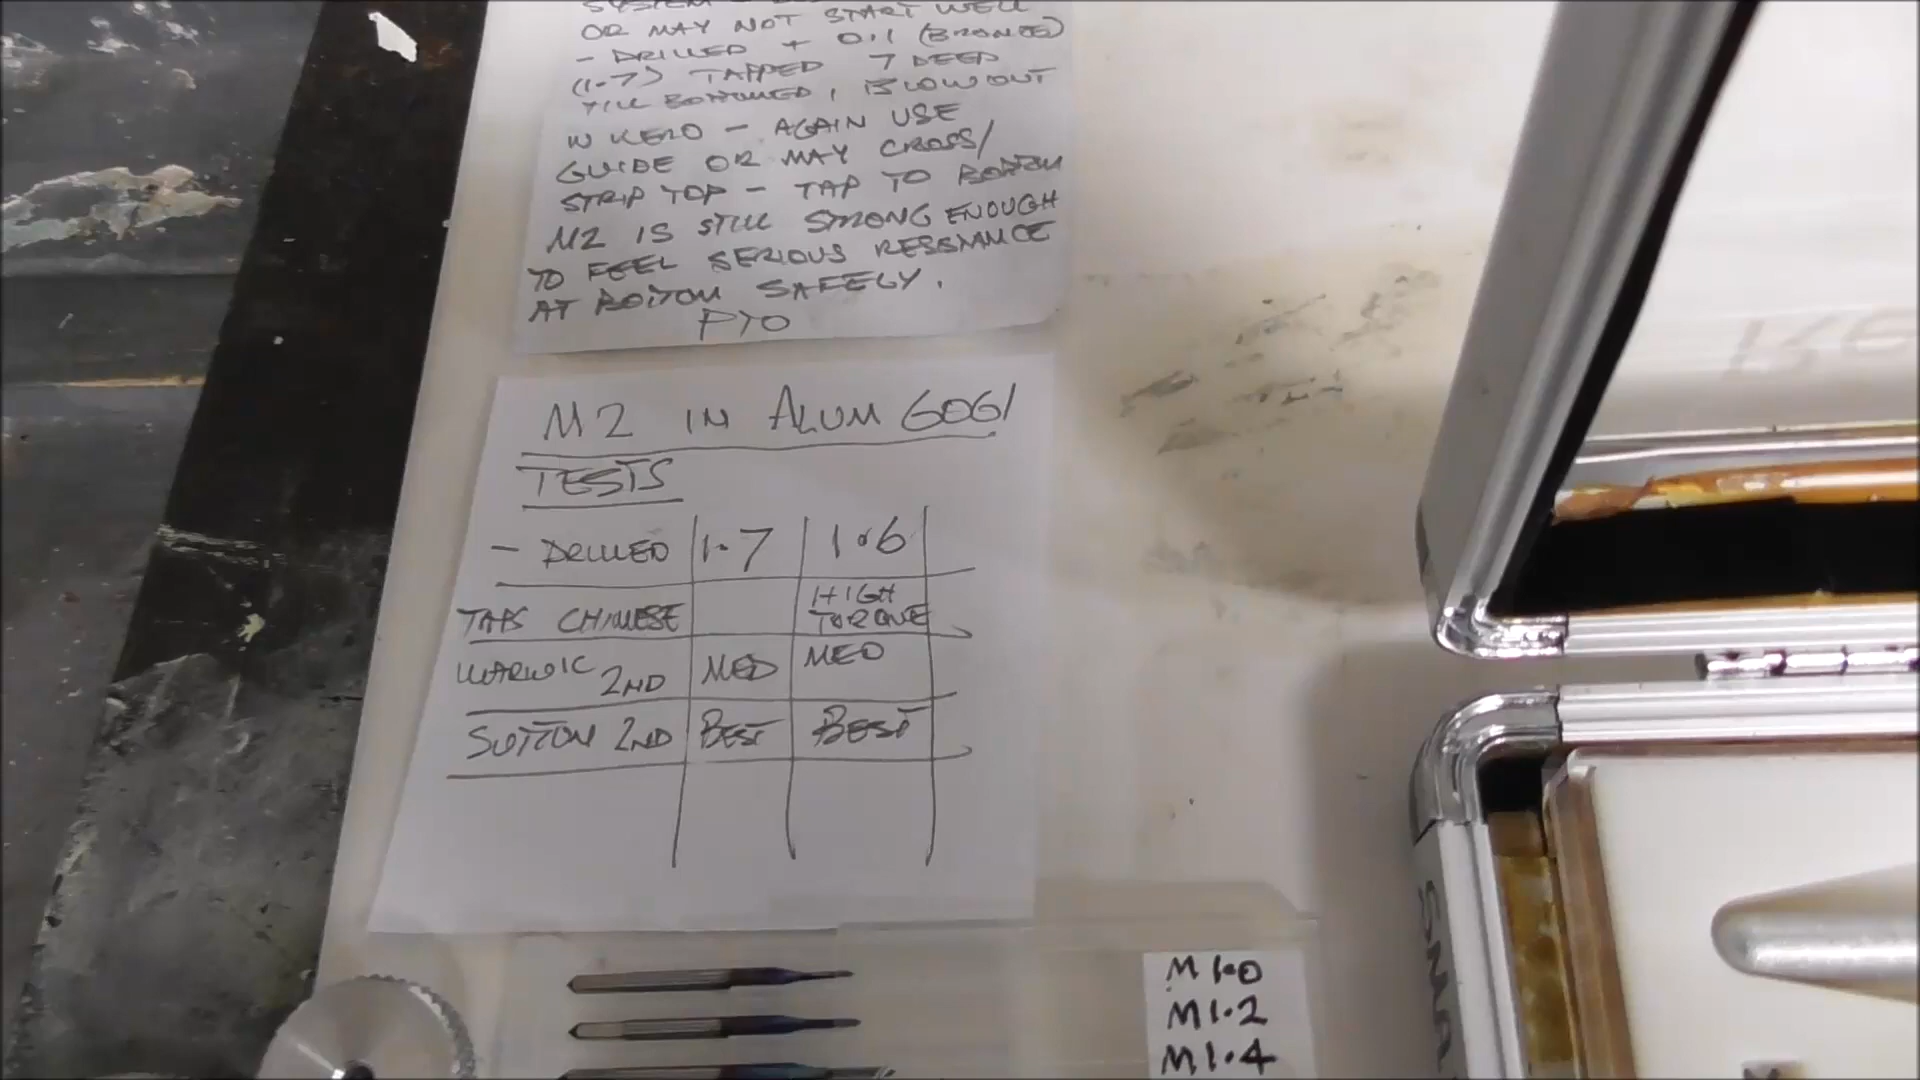 SYSTEM -
OR MAY NOT START WELL
- DRILLED + 0.1 (BRONZE)
(1.7) TAPPED 7 DEEP
TILL BOTTOMED, BLOWOUT
W KERO - AGAIN USE
GUIDE OR MAY CROSS/
STRIP TOP - TAP TO BOTTOM
M2 IS STILL STRONG ENOUGH
TO FEEL SERIOUS RESISTANCE
AT BOTTOM SAFELY.
PTO
M2 IN ALUM 6061
TESTS
- DRILLED 1.7 1.6
TAPS CHINESE HIGH TORQUE
2ND MED MED
SUTTON 2ND BEST BEST
M1.0
M1.2
M1.4